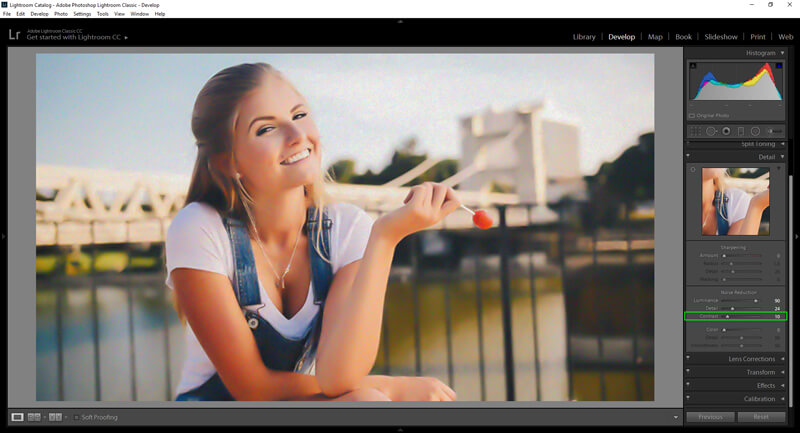 Lightroom Catalog - Adobe Photoshop Lightroom Classic - Develop
File Edit Develop Photo Settings Tools View Window Help
Lr
Adobe Lightroom Classic CC
Get started with Lightroom CC
Library | Develop | Map | Book | Slideshow | Print | Web
Histogram
Original Photo
Split Toning
Detail
Sharpening
Amount 0
Radius
Detail
Masking
Noise Reduction
Luminance 90
Detail 24
Contrast 10
Color 0
Detail
Smoothness
Lens Corrections
Transform
Effects
Calibration
Soft Proofing
Previous Reset